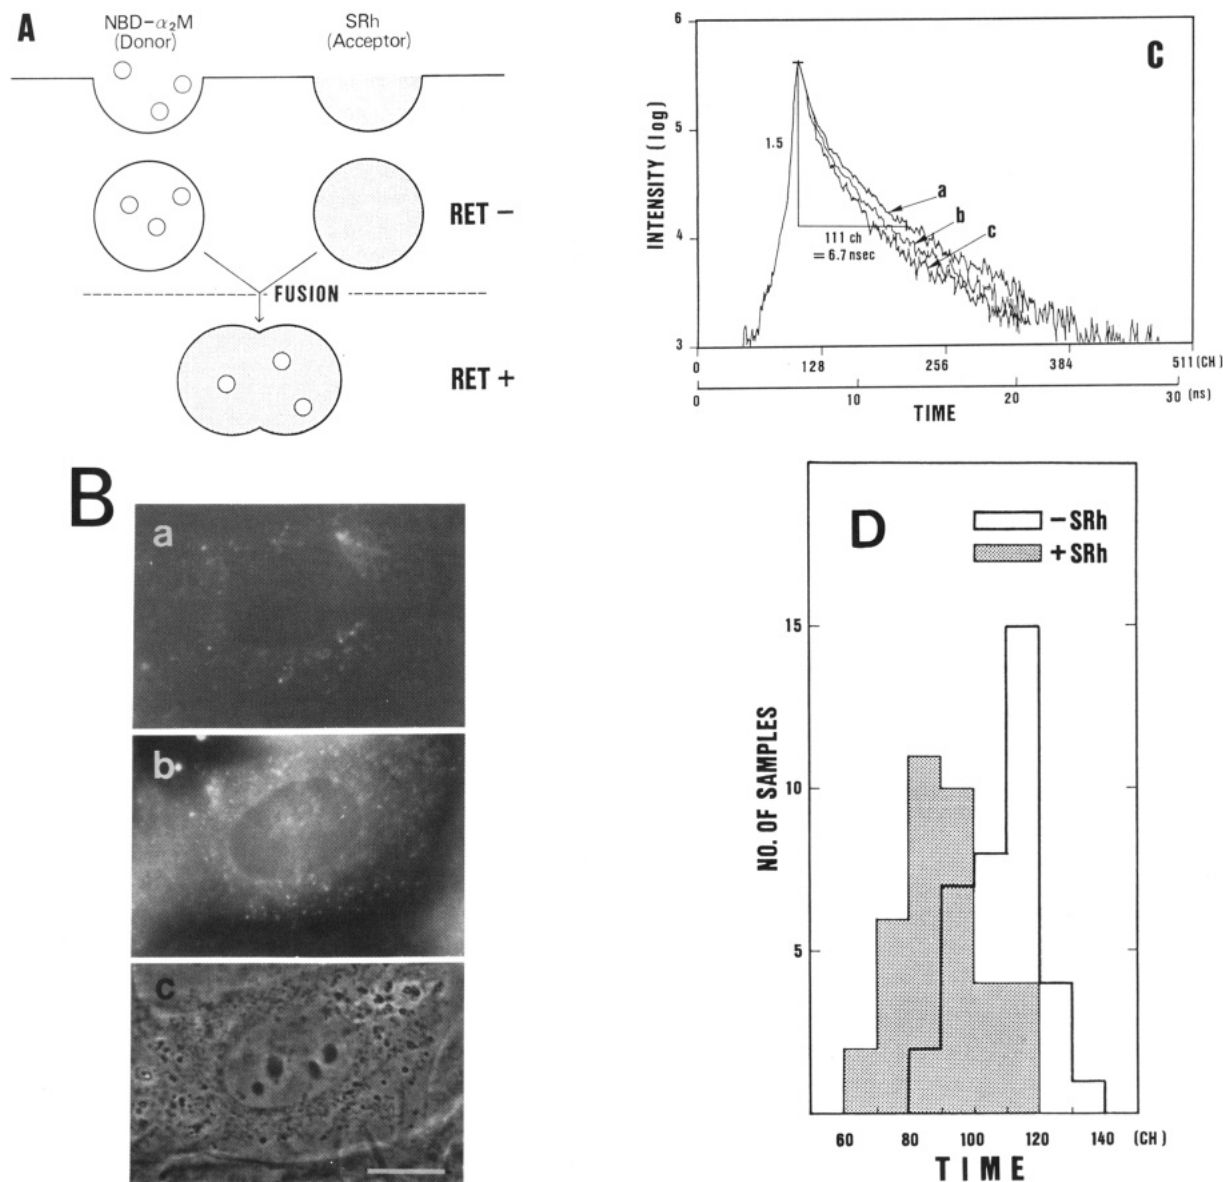 A
NBD-α₂M
(Donor)
SRh
(Acceptor)
RET −
FUSION
RET +
B
a
b
c
C
INTENSITY (log)
6
5
4
3
1.5
111 ch
= 6.7 nsec
a
b
c
0 128 256 384 511 (CH)
0 10 20 30 (ns)
TIME
D
− SRh
+ SRh
NO. OF SAMPLES
15
10
5
60 80 100 120 140 (CH)
TIME